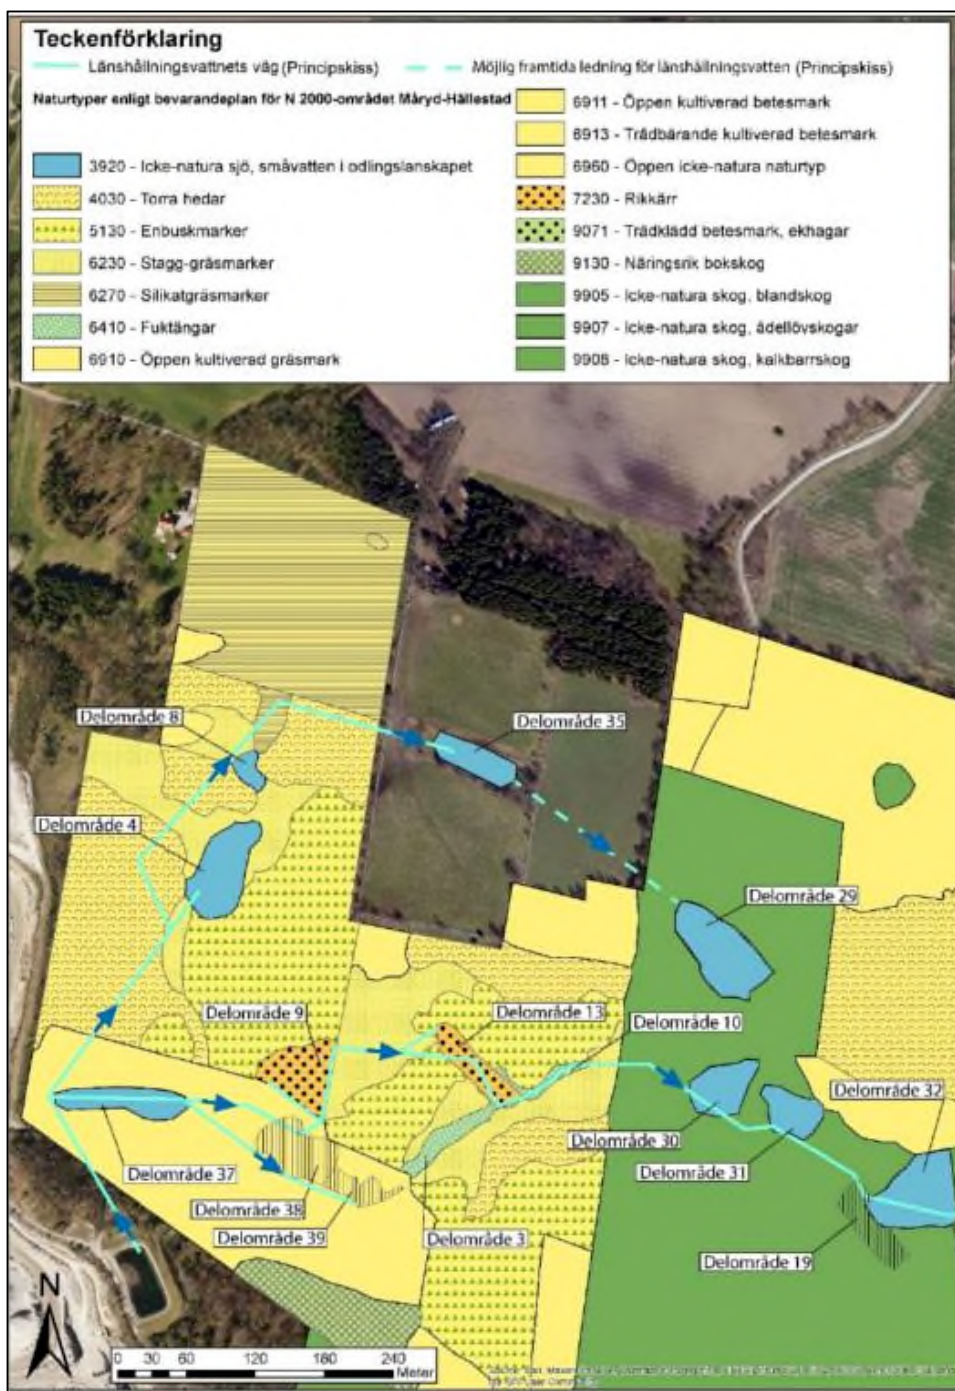 Teckenförklaring
Länshållningsvattnets väg (Principskiss)
Möjlig framtida ledning för länshållningsvatten (Principskiss)
Naturtyper enligt bevarandeplan för N 2000-området Måryd-Hällestad
3920 - Icke-natura sjö, småvatten i odlingslanskapet
4030 - Torra hedar
5130 - Enbuskmarker
6230 - Stagg-gräsmarker
6270 - Silikatgräsmarker
6410 - Fuktängar
6910 - Öppen kultiverad gräsmark
6911 - Öppen kultiverad betesmark
6913 - Trädbärande kultiverad betesmark
6960 - Öppen icke-natura naturtyp
7230 - Rikkärr
9071 - Trädklädd betesmark, ekhagar
9130 - Näringsrik bokskog
9905 - Icke-natura skog, blandskog
9907 - Icke-natura skog, ädellövskogar
9908 - Icke-natura skog, kalkbarrskog
Delområde 8
Delområde 35
Delområde 4
Delområde 29
Delområde 9
Delområde 13
Delområde 10
Delområde 32
Delområde 30
Delområde 31
Delområde 37
Delområde 38
Delområde 39
Delområde 3
Delområde 19
N
0 30 60 120 180 240
Meter